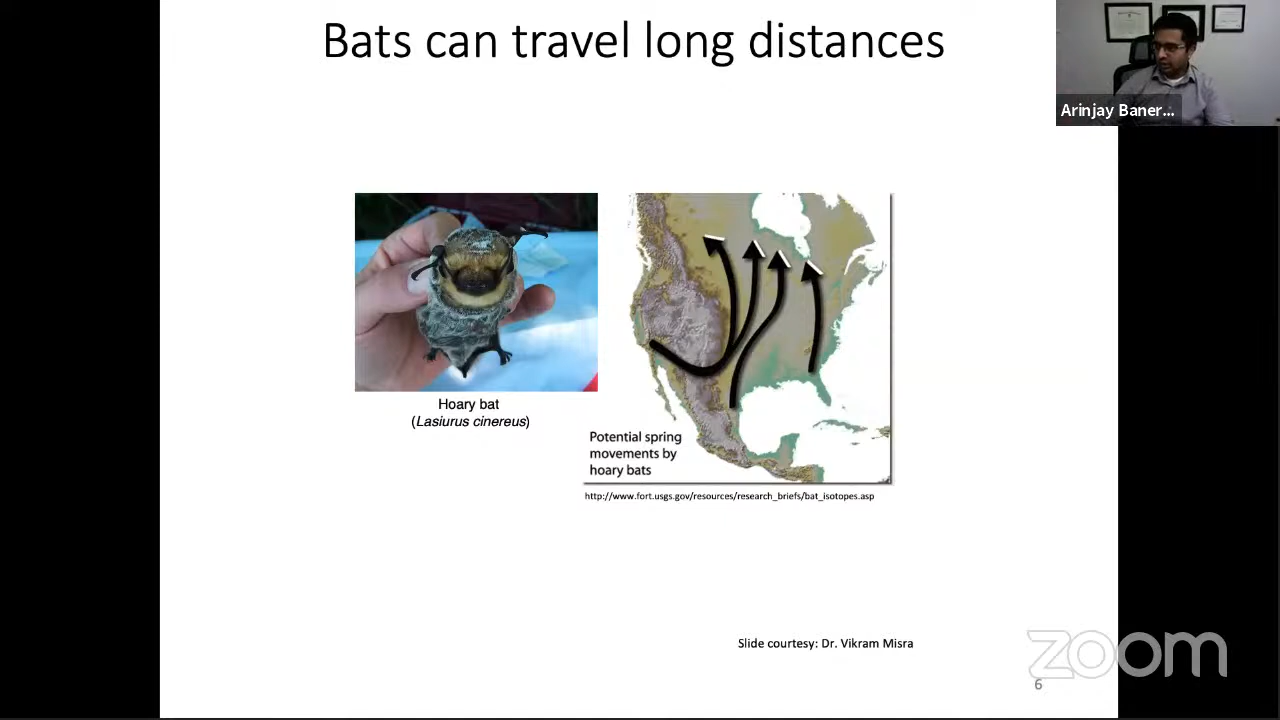 Bats can travel long distances
Arinjay Baner...
Hoary bat
(Lasiurus cinereus)
Potential spring
movements by
hoary bats
http://www.fort.usgs.gov/resources/research_briefs/bat_isotopes.asp
Slide courtesy: Dr. Vikram Misra
zoom
6